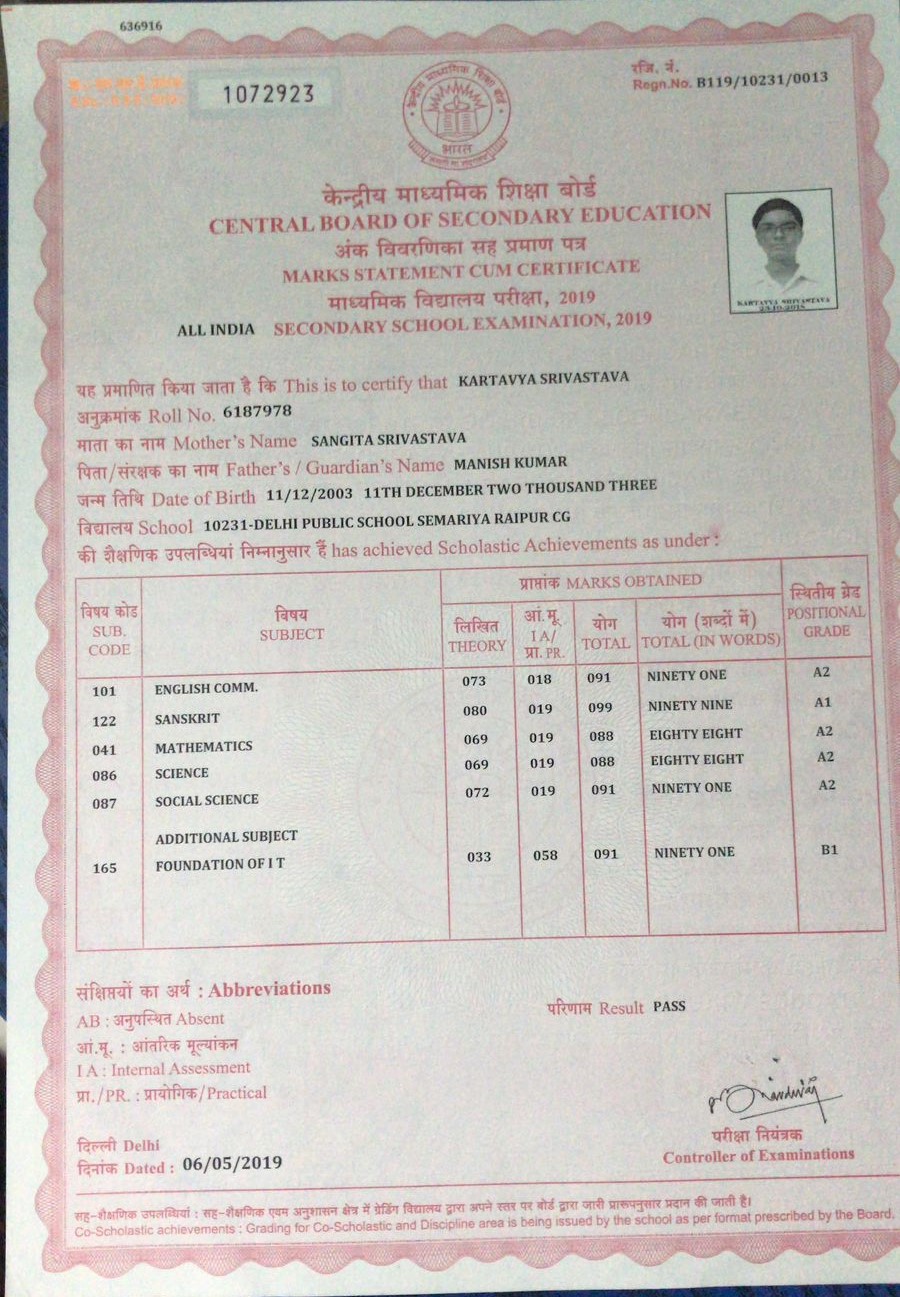 636916
1072923
रजि. नं.
Regn.No. B119/10231/0013
भारत
केन्द्रीय माध्यमिक शिक्षा बोर्ड
CENTRAL BOARD OF SECONDARY EDUCATION
अंक विवरणिका सह प्रमाण पत्र
MARKS STATEMENT CUM CERTIFICATE
माध्यमिक विद्यालय परीक्षा, 2019
ALL INDIA SECONDARY SCHOOL EXAMINATION, 2019
KARTAVYA SRIVASTAVA
यह प्रमाणित किया जाता है कि This is to certify that KARTAVYA SRIVASTAVA
अनुक्रमांक Roll No. 6187978
माता का नाम Mother's Name SANGITA SRIVASTAVA
पिता/संरक्षक का नाम Father's / Guardian's Name MANISH KUMAR
जन्म तिथि Date of Birth 11/12/2003 11TH DECEMBER TWO THOUSAND THREE
विद्यालय School 10231-DELHI PUBLIC SCHOOL SEMARIYA RAIPUR CG
की शैक्षणिक उपलब्धियां निम्नानुसार हैं has achieved Scholastic Achievements as under :
विषय कोड SUB. CODE विषय SUBJECT प्राप्तांक MARKS OBTAINED स्थितीय ग्रेड POSITIONAL GRADE
लिखित THEORY आं.मू. I A/ प्रा. PR. योग TOTAL योग (शब्दों में) TOTAL (IN WORDS)
101 ENGLISH COMM. 073 018 091 NINETY ONE A2
122 SANSKRIT 080 019 099 NINETY NINE A1
041 MATHEMATICS 069 019 088 EIGHTY EIGHT A2
086 SCIENCE 069 019 088 EIGHTY EIGHT A2
087 SOCIAL SCIENCE 072 019 091 NINETY ONE A2
ADDITIONAL SUBJECT
165 FOUNDATION OF I T 033 058 091 NINETY ONE B1
संक्षिप्तियों का अर्थ : Abbreviations
AB : अनुपस्थित Absent
आं.मू. : आंतरिक मूल्यांकन
I A : Internal Assessment
प्रा./PR. : प्रायोगिक/Practical
परिणाम Result PASS
दिल्ली Delhi
दिनांक Dated : 06/05/2019
परीक्षा नियंत्रक
Controller of Examinations
सह-शैक्षणिक उपलब्धियां : सह-शैक्षणिक एवम अनुशासन क्षेत्र में ग्रेडिंग विद्यालय द्वारा अपने स्तर पर बोर्ड द्वारा जारी प्रारूपनुसार प्रदान की जाती है।
Co-Scholastic achievements : Grading for Co-Scholastic and Discipline area is being issued by the school as per format prescribed by the Board.